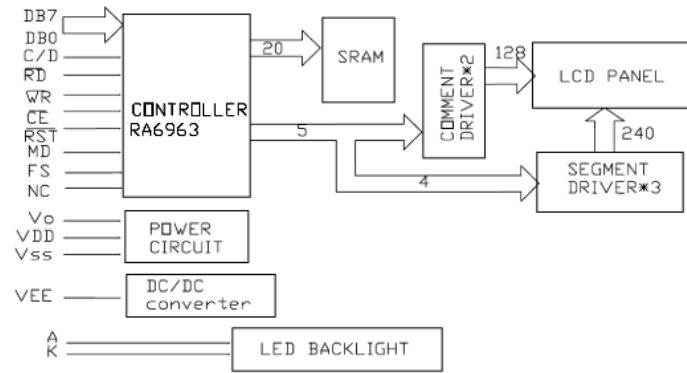 DB7
DB0
C/D
RD
WR
CE
RST
MD
FS
NC
CONTROLLER
RA6963
20
SRAM
5
COMMENT
DRIVER*2
128
LCD PANEL
240
4
SEGMENT
DRIVER*3
Vo
VDD
Vss
POWER
CIRCUIT
VEE
DC/DC
converter
A
K
LED BACKLIGHT